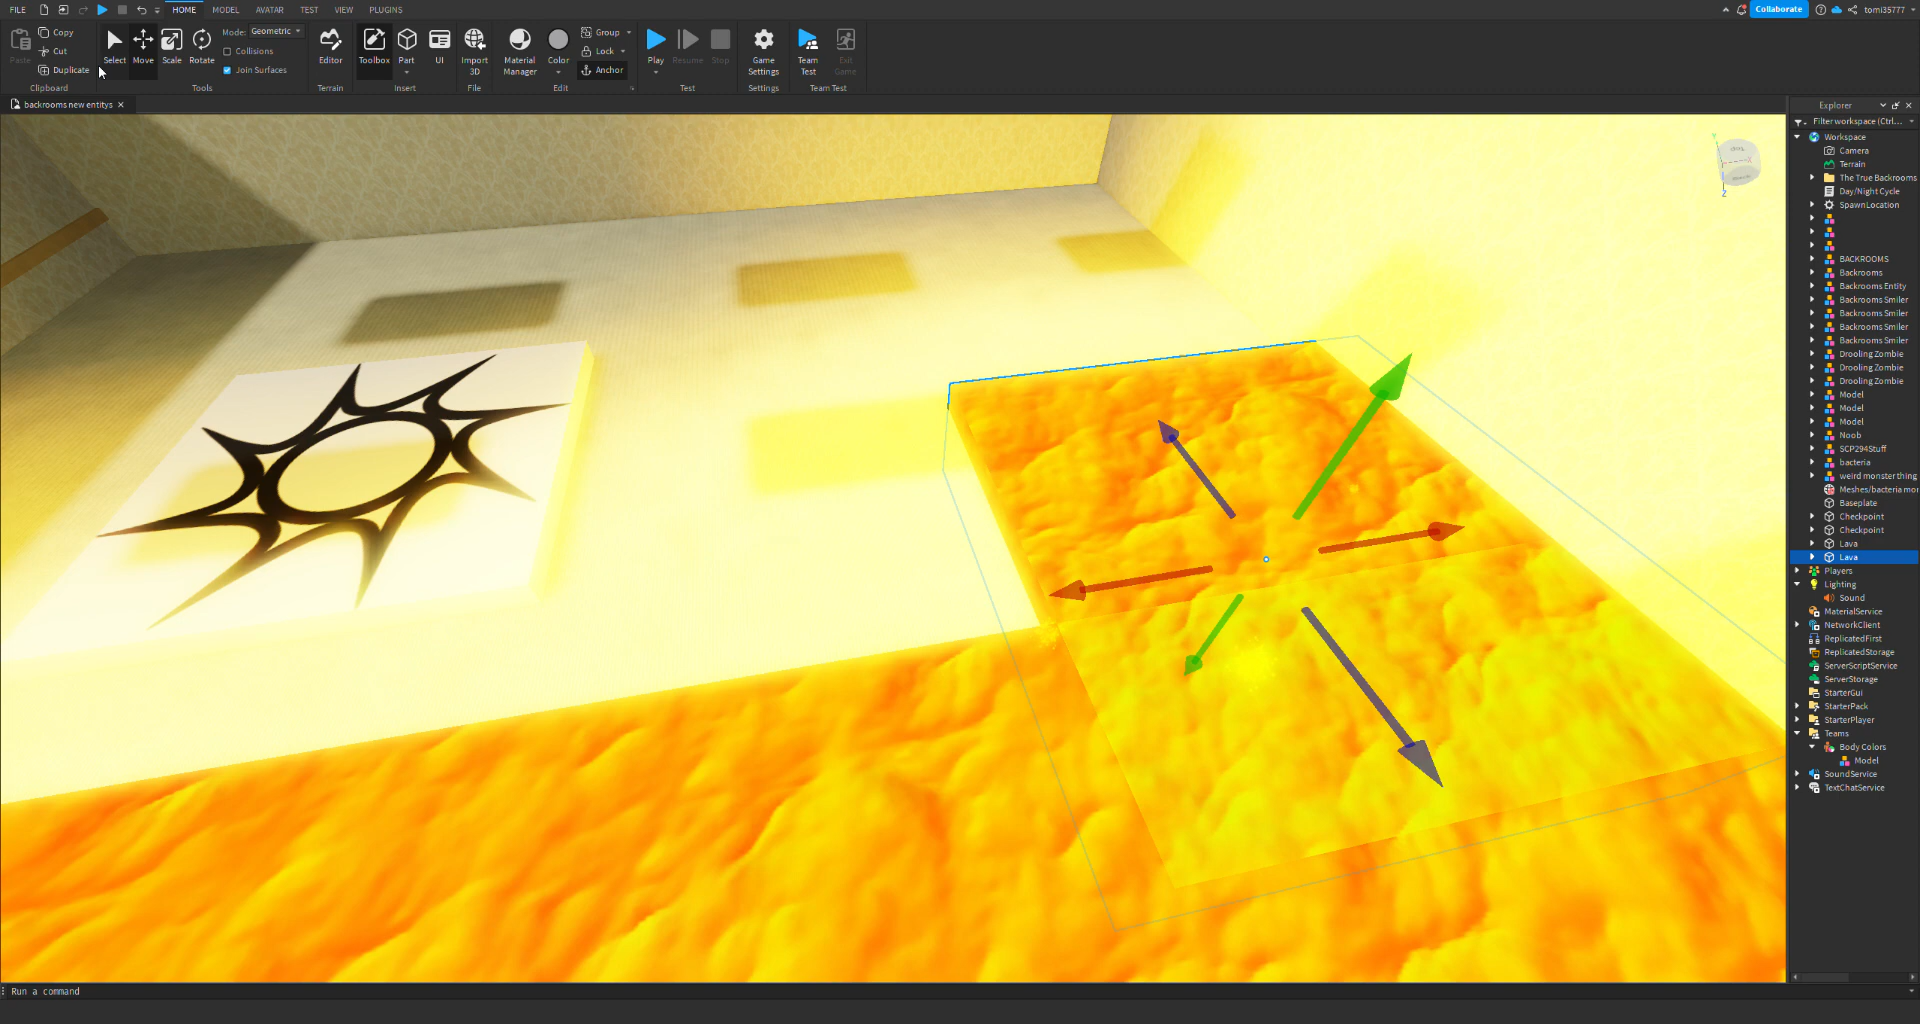 FILE HOME MODEL AVATAR TEST VIEW PLUGINS Collaborate tomi35777
Paste Copy Cut Duplicate
Select Move Scale Rotate Mode: Geometric
Collisions
Join Surfaces
Editor Toolbox Part UI Import 3D Material Manager Color Group Lock Anchor Play Resume Stop Game Settings Team Test Exit Game
Clipboard Tools Terrain Insert File Edit Test Settings Team Test
backrooms new entitys
Explorer
Filter workspace (Ctrl...
Workspace
Camera
Terrain
The True Backrooms
Day/Night Cycle
SpawnLocation
BACKROOMS
Backrooms
Backrooms Entity
Backrooms Smiler
Backrooms Smiler
Backrooms Smiler
Backrooms Smiler
Drooling Zombie
Drooling Zombie
Drooling Zombie
Model
Model
Model
Noob
SCP294Stuff
bacteria
weird monster thing
Meshes/bacteria mo
Baseplate
Checkpoint
Checkpoint
Lava
Lava
Players
Lighting
Sound
MaterialService
NetworkClient
ReplicatedFirst
ReplicatedStorage
ServerScriptService
ServerStorage
StarterGui
StarterPack
StarterPlayer
Teams
Body Colors
Model
SoundService
TextChatService
Run a command